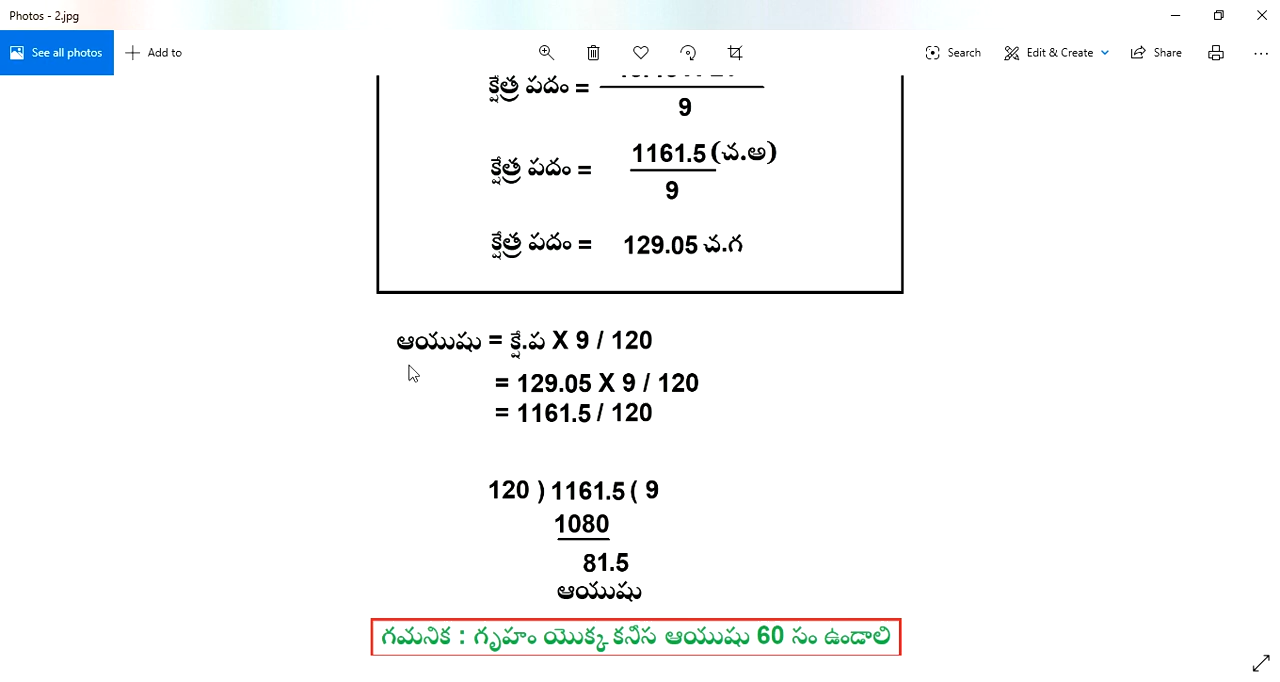 Photos - 2.jpg
See all photos
Add to
Search
Edit & Create
Share
క్షేత్ర పదం =
9
క్షేత్ర పదం = 1161.5 (చ.అ)
9
క్షేత్ర పదం = 129.05 చ.గ
ఆయుషు = క్షే.ప X 9 / 120
= 129.05 X 9 / 120
= 1161.5 / 120
120 ) 1161.5 ( 9
1080
81.5
ఆయుషు
గమనిక : గృహం యొక్క కనీస ఆయుషు 60 సం ఉండాలి